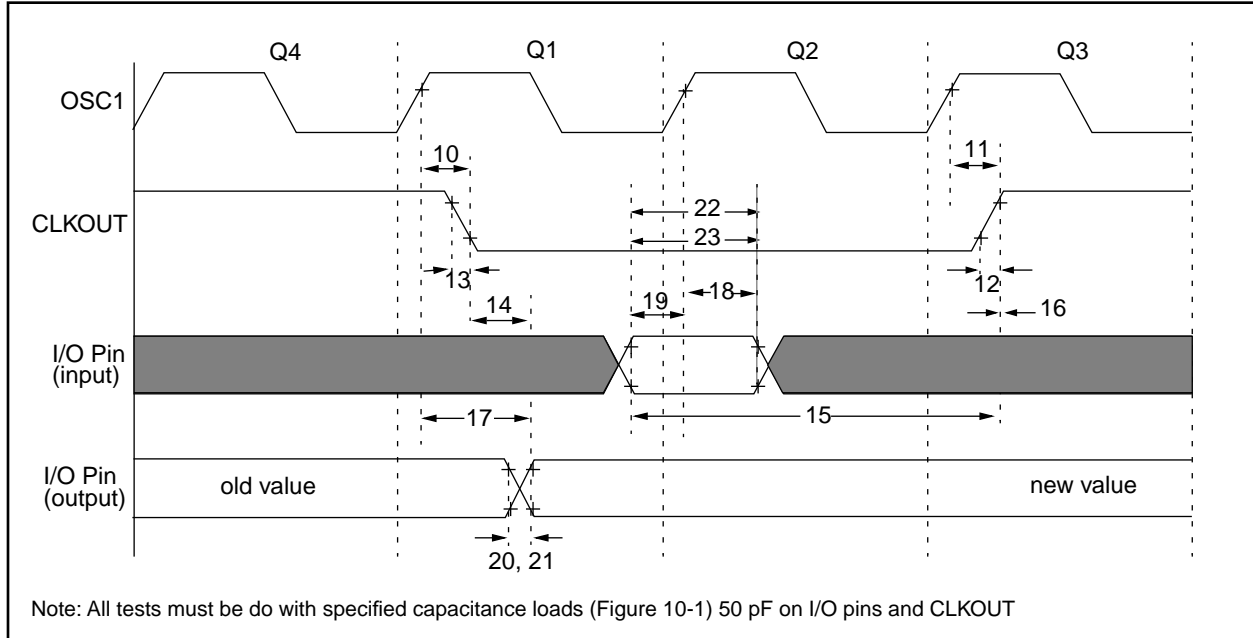 Q4 Q1 Q2 Q3
OSC1
10 11
22
CLKOUT
23
13 12
18
19 16
14
I/O Pin
(input)
17 15
I/O Pin
(output)
old value new value
20, 21
Note: All tests must be do with specified capacitance loads (Figure 10-1) 50 pF on I/O pins and CLKOUT